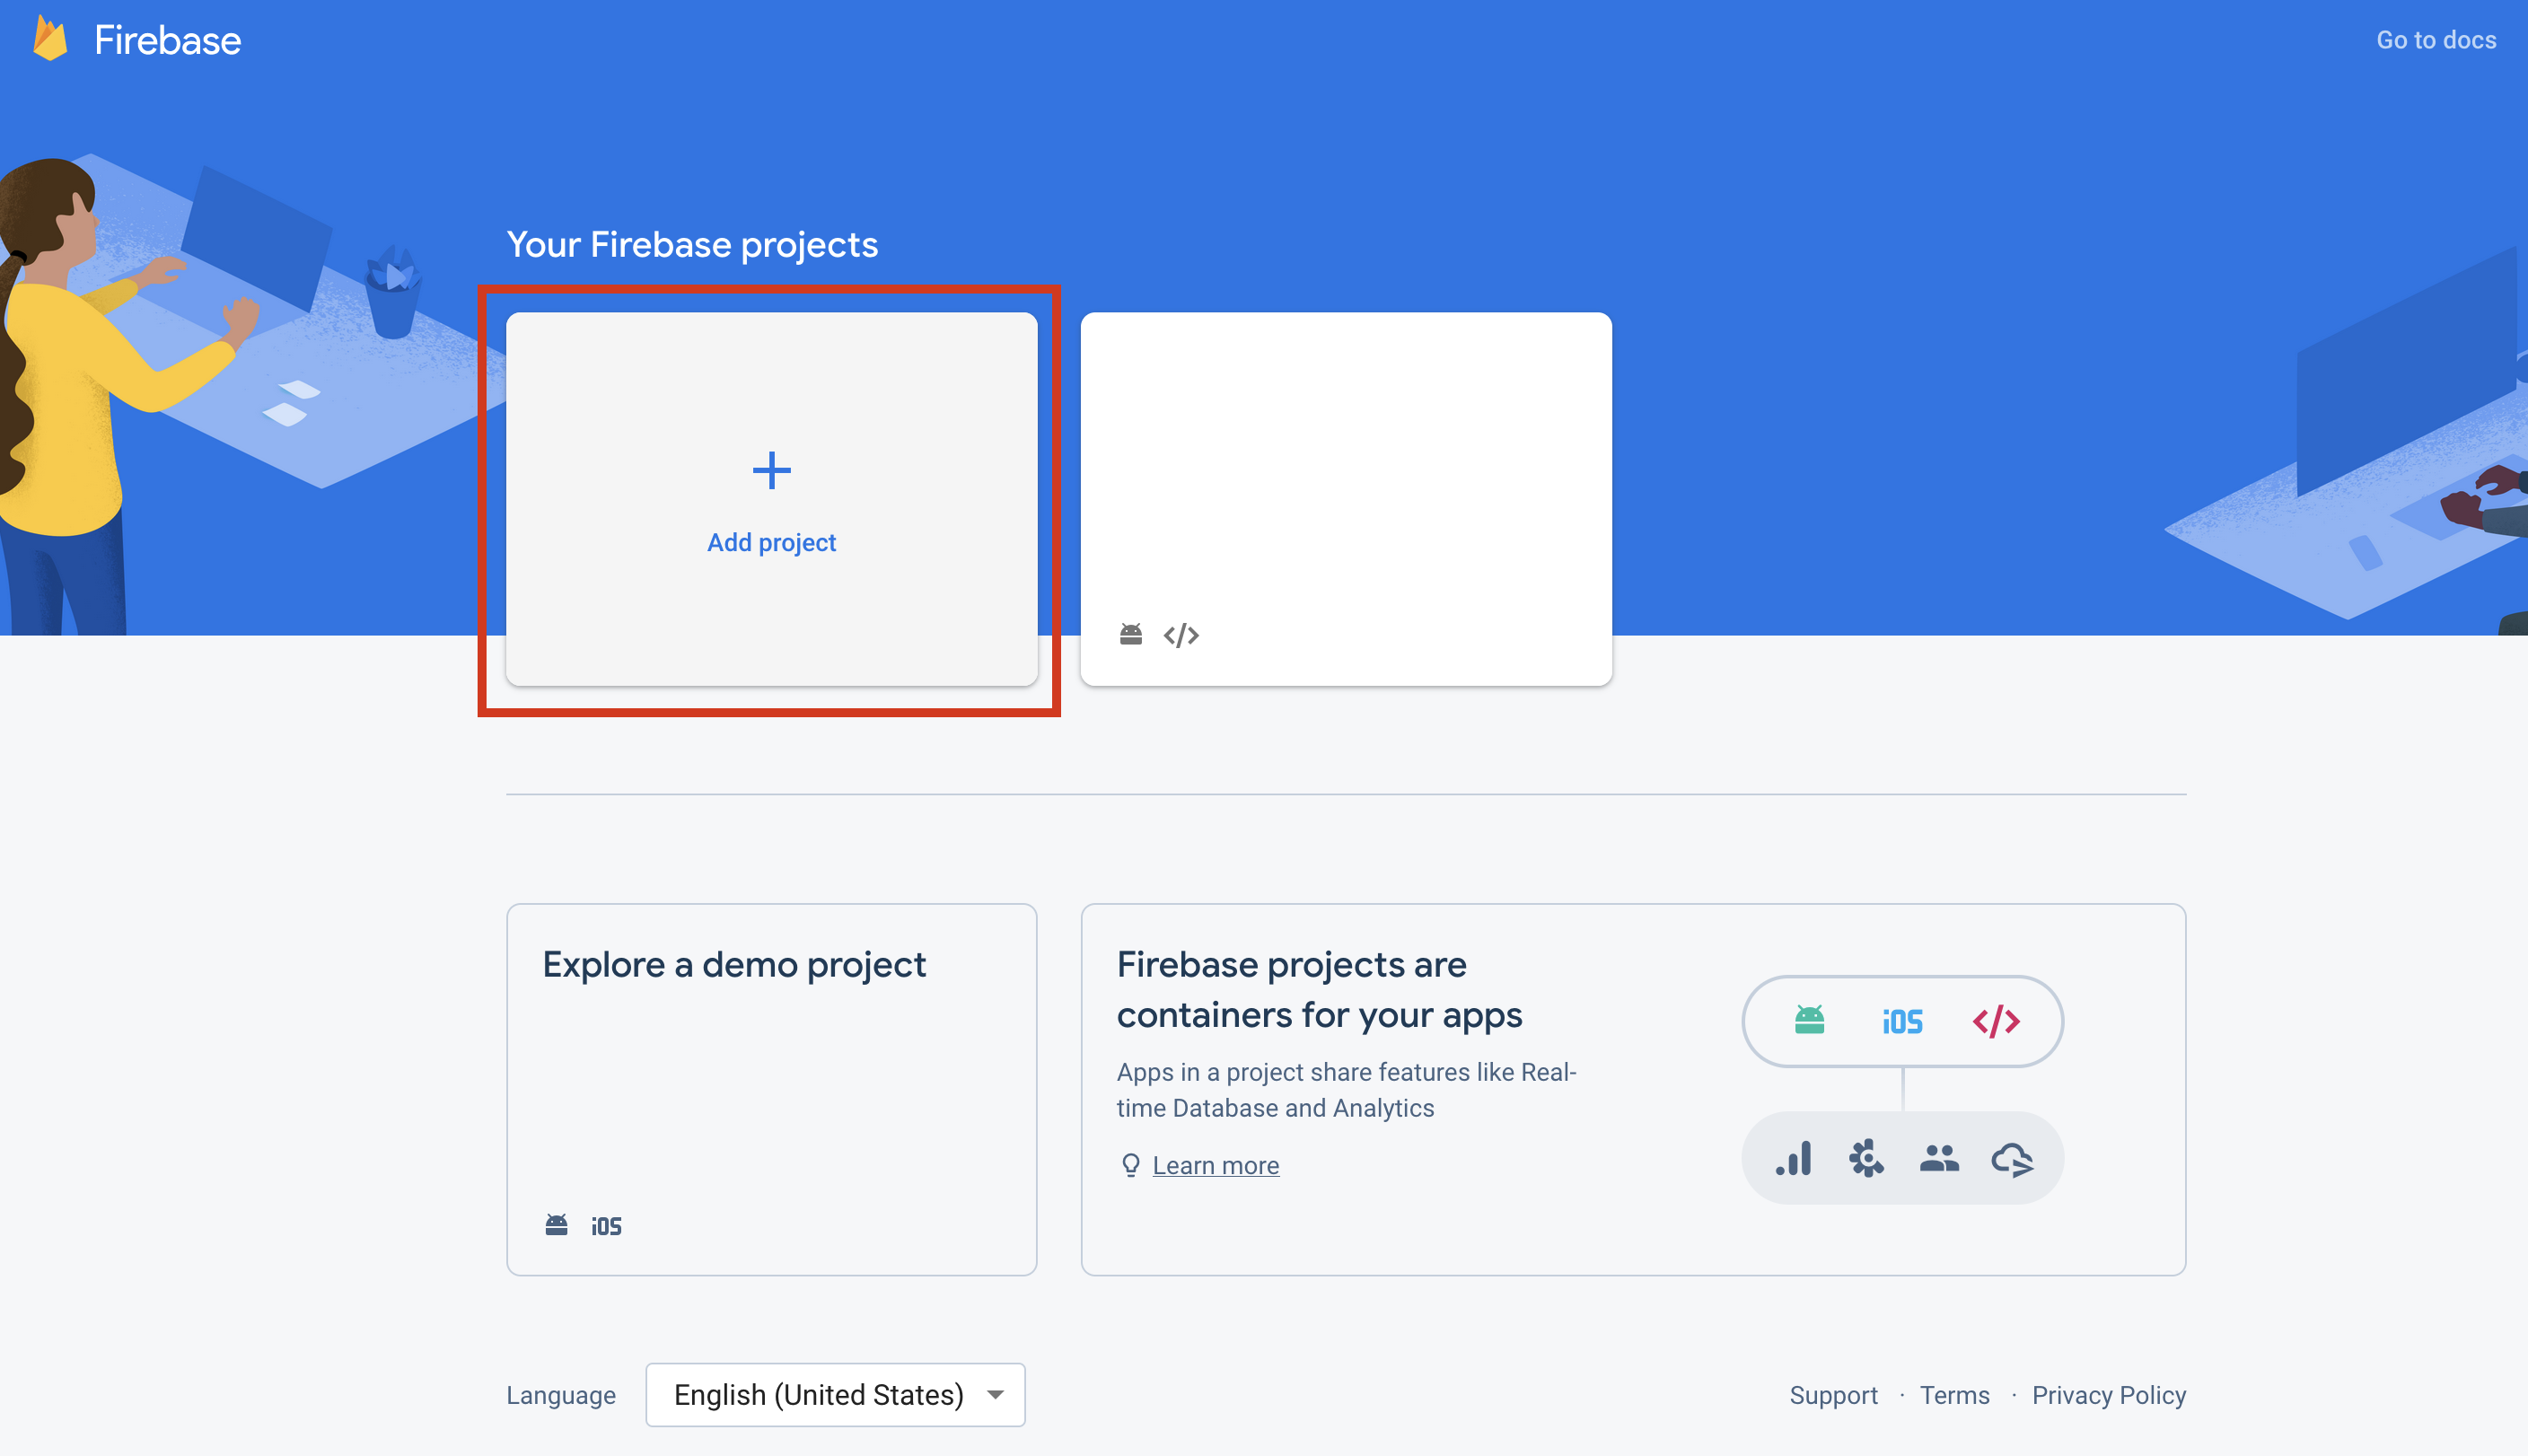 Firebase
Go to docs
Your Firebase projects
Add project
</>
Explore a demo project
iOS
Firebase projects are
containers for your apps
Apps in a project share features like Real-
time Database and Analytics
Learn more
iOS </>
Language
English (United States)
Support · Terms · Privacy Policy